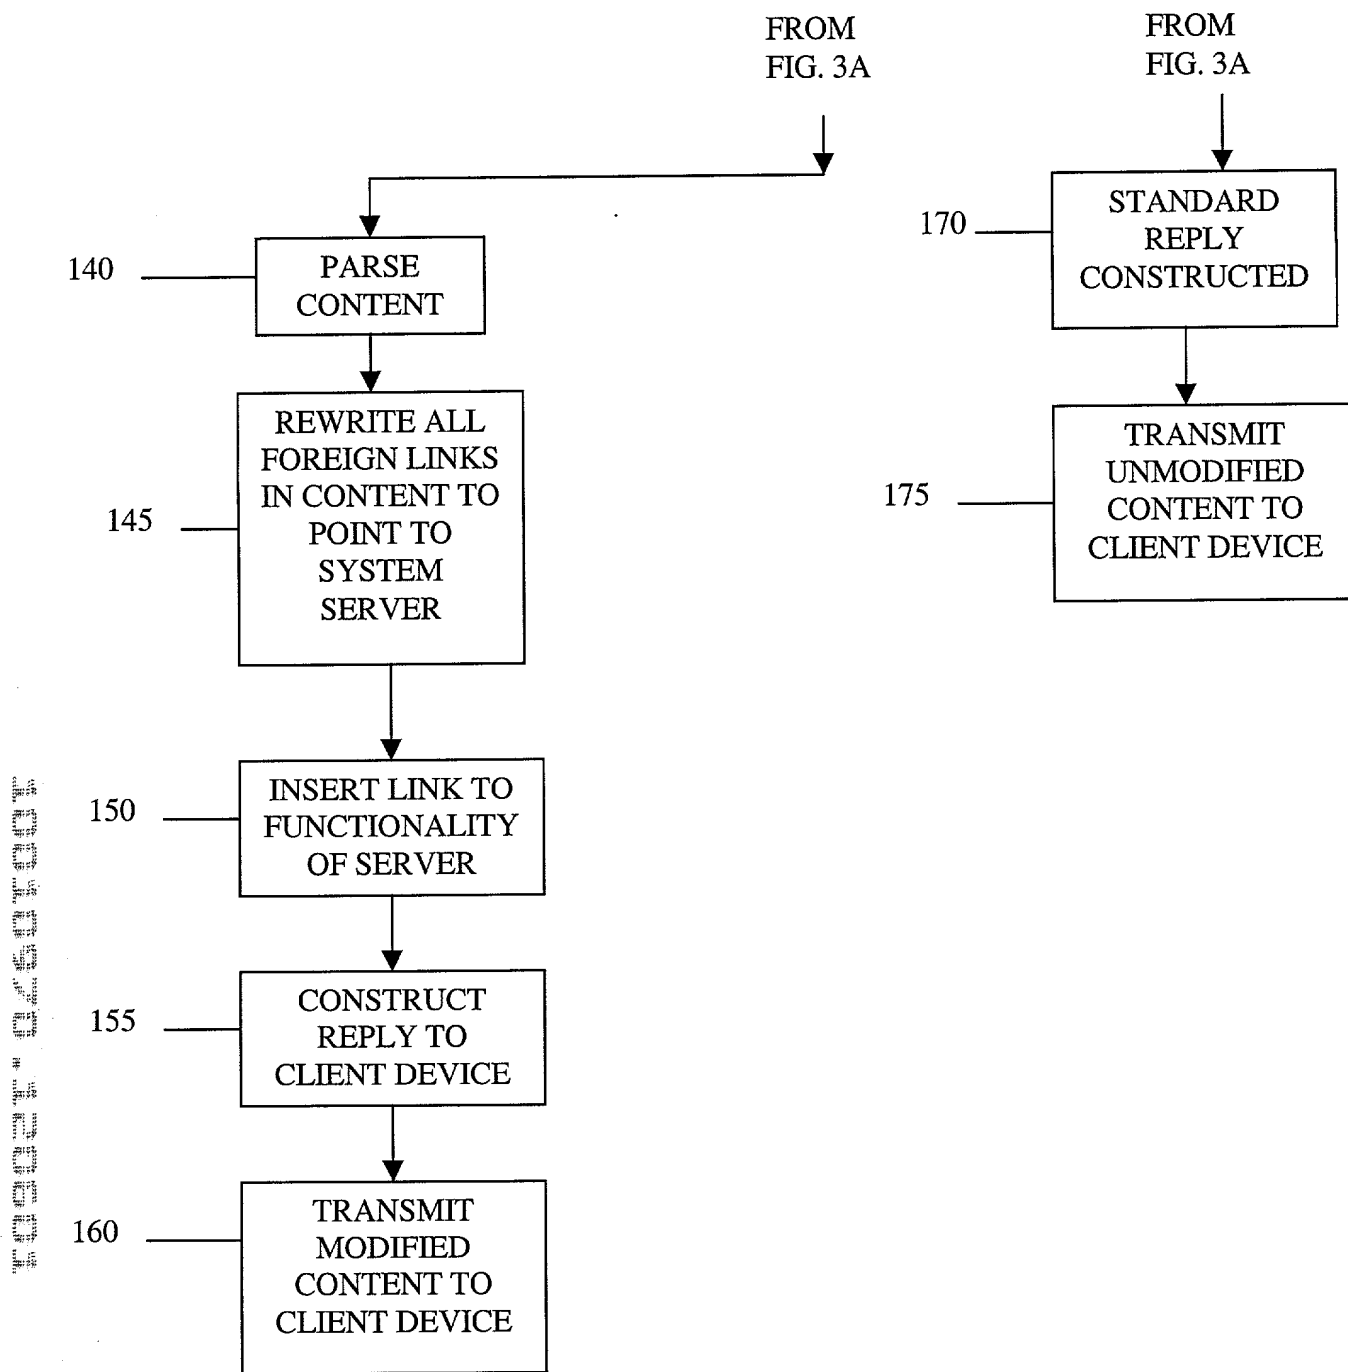 FROM
FIG. 3A
FROM
FIG. 3A
140
PARSE
CONTENT
170
STANDARD
REPLY
CONSTRUCTED
145
REWRITE ALL
FOREIGN LINKS
IN CONTENT TO
POINT TO
SYSTEM
SERVER
175
TRANSMIT
UNMODIFIED
CONTENT TO
CLIENT DEVICE
150
INSERT LINK TO
FUNCTIONALITY
OF SERVER
155
CONSTRUCT
REPLY TO
CLIENT DEVICE
160
TRANSMIT
MODIFIED
CONTENT TO
CLIENT DEVICE